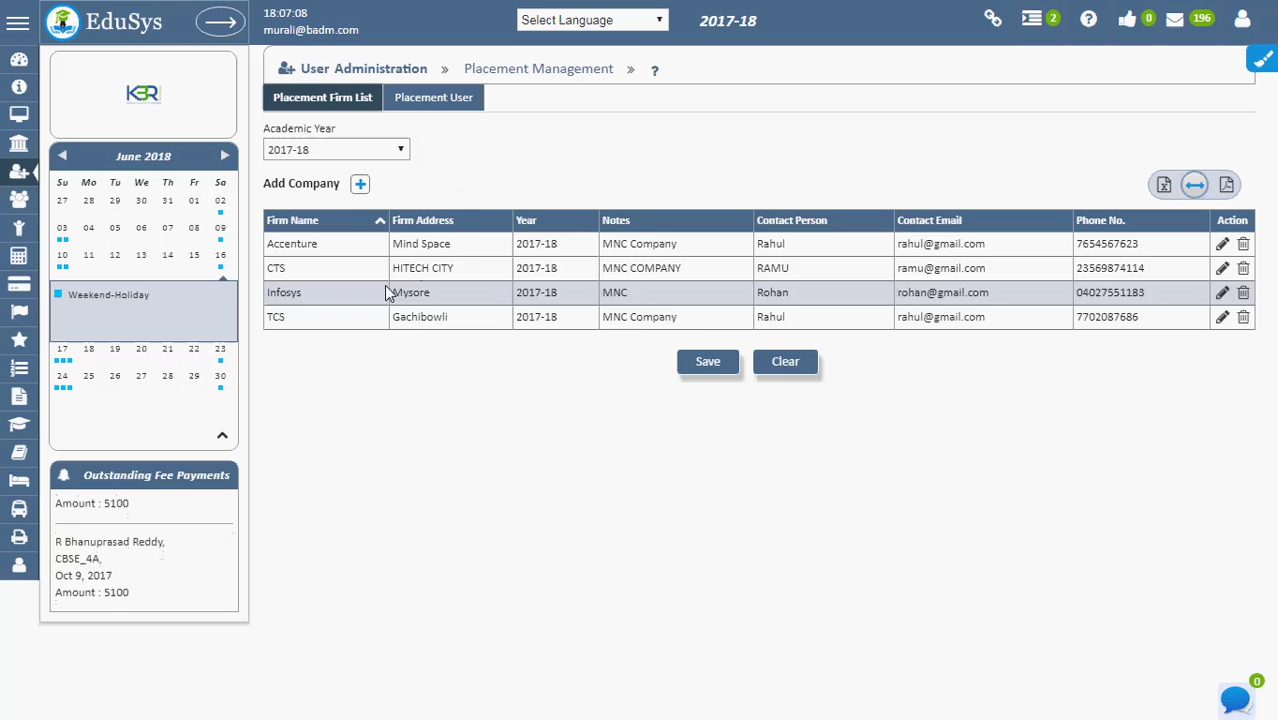 EduSys
18:07:08
murali@badm.com
Select Language
2017-18
2
0
196
User Administration » Placement Management » ?
Placement Firm List
Placement User
Academic Year
2017-18
Add Company
KBR
June 2018
Su Mo Tu We Th Fr Sa
27 28 29 30 31 01 02
03 04 05 06 07 08 09
10 11 12 13 14 15 16
Weekend-Holiday
17 18 19 20 21 22 23
24 25 26 27 28 29 30
Outstanding Fee Payments
Amount : 5100
R Bhanuprasad Reddy,
CBSE_4A,
Oct 9, 2017
Amount : 5100
Firm Name Firm Address Year Notes Contact Person Contact Email Phone No. Action
Accenture Mind Space 2017-18 MNC Company Rahul rahul@gmail.com 7654567623
CTS HITECH CITY 2017-18 MNC COMPANY RAMU ramu@gmail.com 23569874114
Infosys Mysore 2017-18 MNC Rohan rohan@gmail.com 04027551183
TCS Gachibowli 2017-18 MNC Company Rahul rahul@gmail.com 7702087686
Save
Clear
0